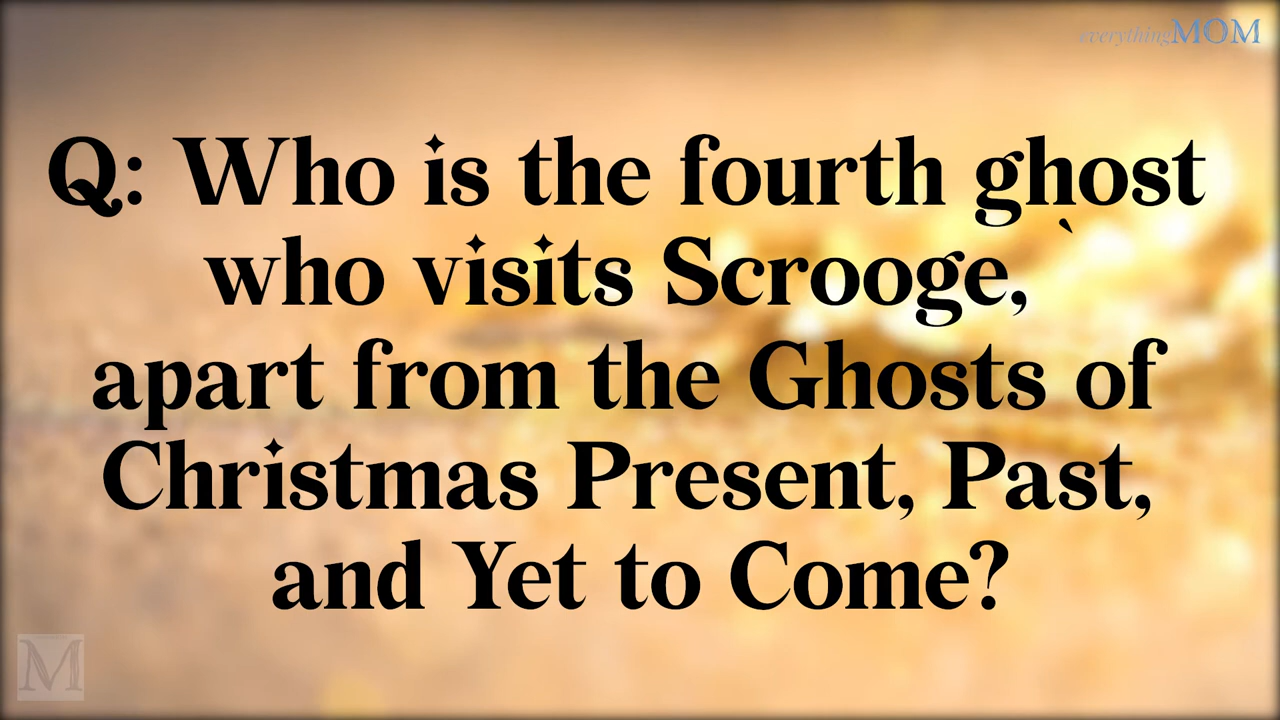 everythingMOM
Q: Who is the fourth ghost
who visits Scrooge, `
apart from the Ghosts of
Christmas Present, Past,
and Yet to Come?
M